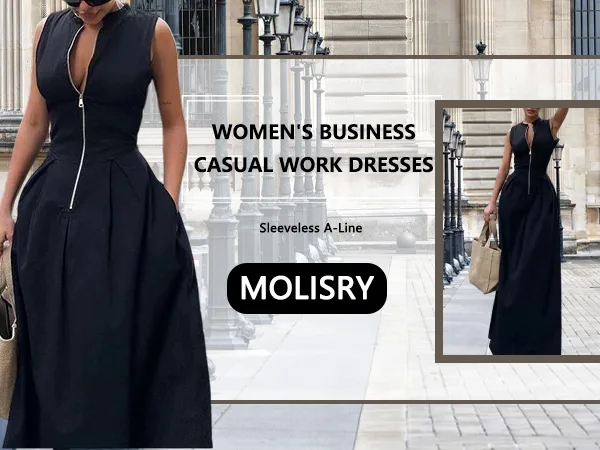 WOMEN'S BUSINESS
CASUAL WORK DRESSES
Sleeveless A-Line
MOLISRY